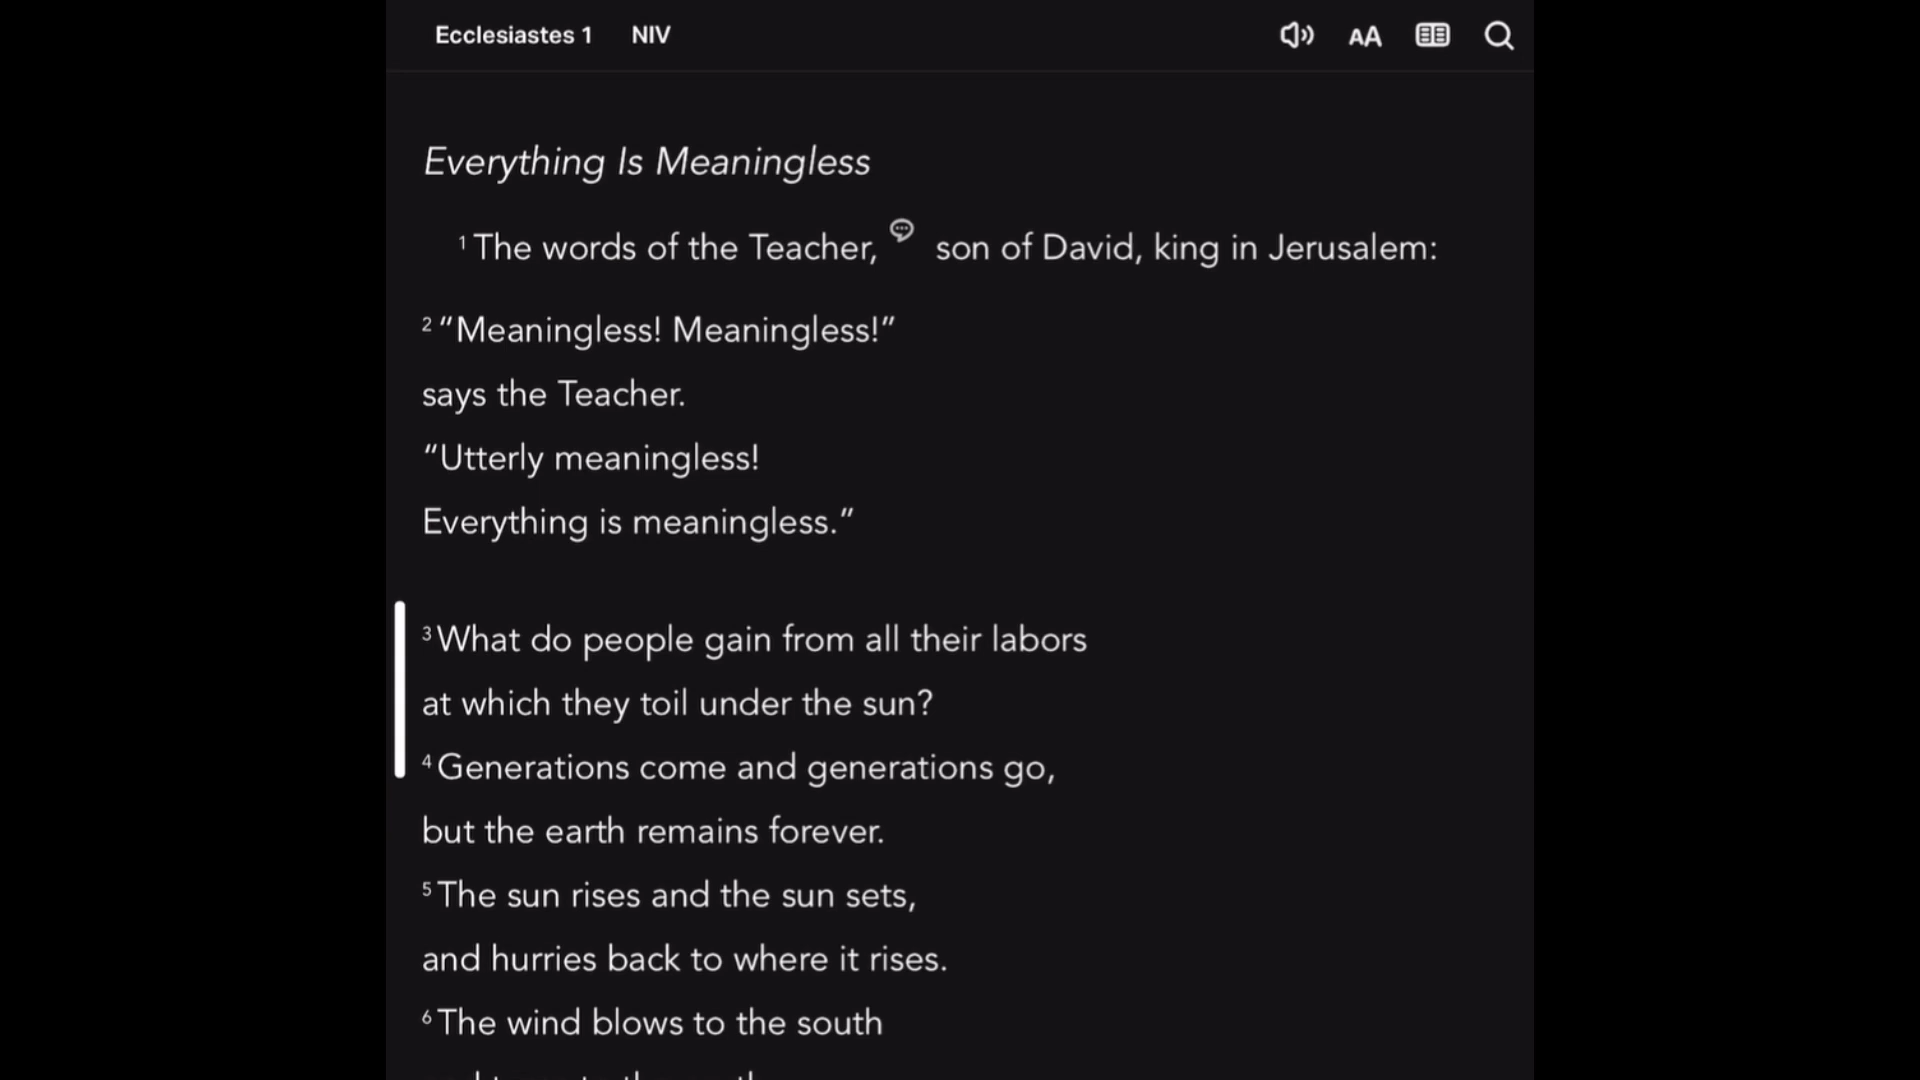 Ecclesiastes 1 NIV AA
Everything Is Meaningless
1 The words of the Teacher, son of David, king in Jerusalem:
2 “Meaningless! Meaningless!”
says the Teacher.
“Utterly meaningless!
Everything is meaningless.”
3 What do people gain from all their labors
at which they toil under the sun?
4 Generations come and generations go,
but the earth remains forever.
5 The sun rises and the sun sets,
and hurries back to where it rises.
6 The wind blows to the south